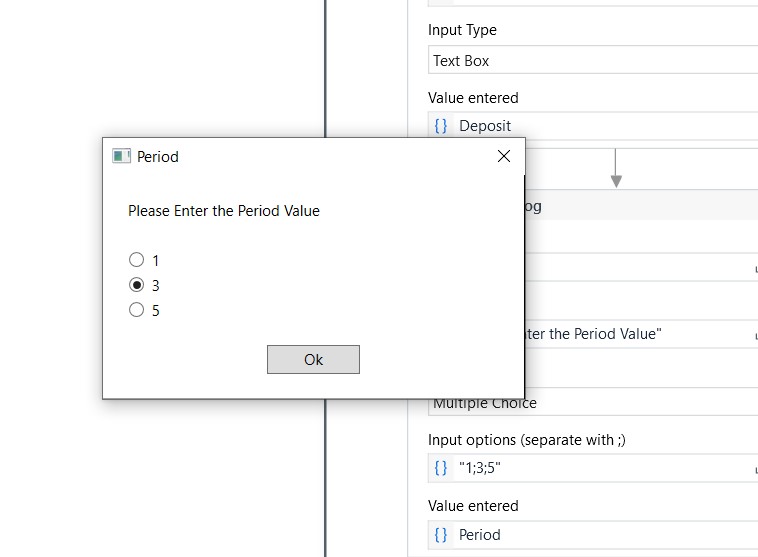 Input Type
Text Box
Value entered
{} Deposit
Period
Please Enter the Period Value
1
3
5
Ok
og
ter the Period Value"
Multiple Choice
Input options (separate with ;)
{} "1;3;5"
Value entered
{} Period